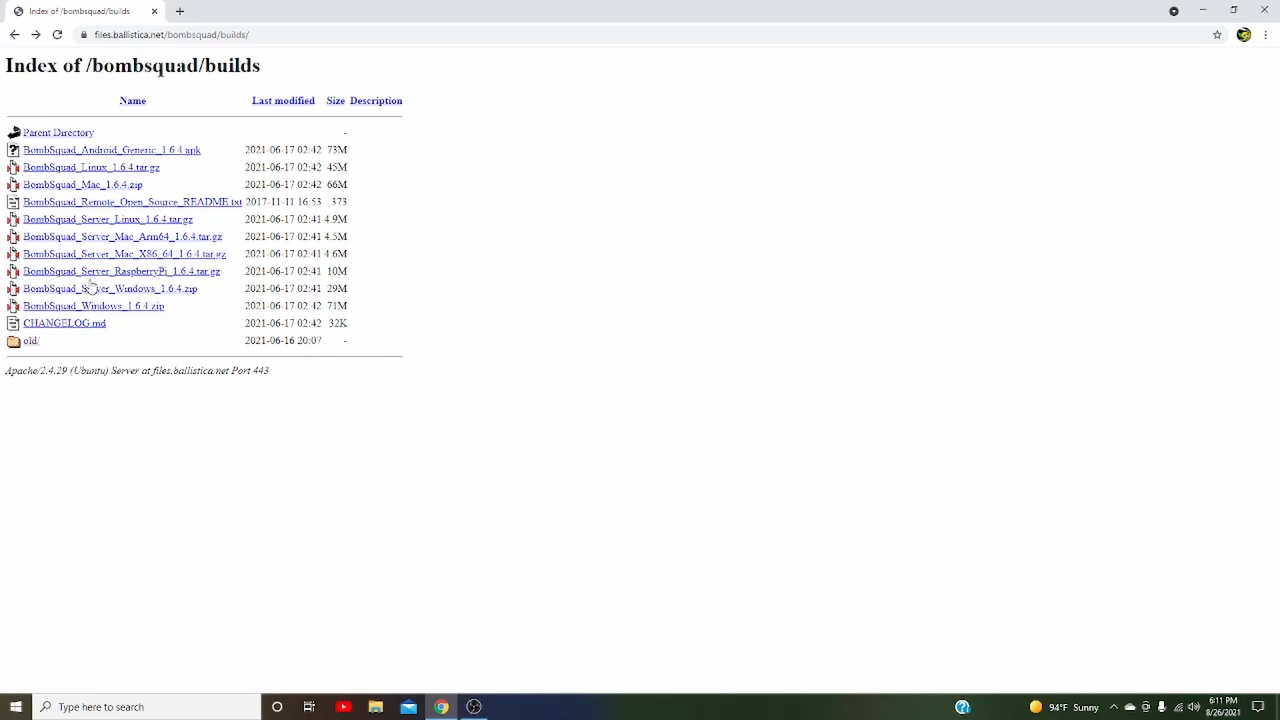 Index of /bombsquad/builds
files.ballistica.net/bombsquad/builds/
Index of /bombsquad/builds
Name Last modified Size Description
Parent Directory -
BombSquad_Android_Generic_1.6.4.apk 2021-06-17 02:42 73M
BombSquad_Linux_1.6.4.tar.gz 2021-06-17 02:42 45M
BombSquad_Mac_1.6.4.zip 2021-06-17 02:42 66M
BombSquad_Remote_Open_Source_README.txt 2017-11-11 16:53 373
BombSquad_Server_Linux_1.6.4.tar.gz 2021-06-17 02:41 4.9M
BombSquad_Server_Mac_Arm64_1.6.4.tar.gz 2021-06-17 02:41 4.5M
BombSquad_Server_Mac_X86_64_1.6.4.tar.gz 2021-06-17 02:41 4.6M
BombSquad_Server_RaspberryPi_1.6.4.tar.gz 2021-06-17 02:41 10M
BombSquad_Server_Windows_1.6.4.zip 2021-06-17 02:41 29M
BombSquad_Windows_1.6.4.zip 2021-06-17 02:42 71M
CHANGELOG.md 2021-06-17 02:42 32K
old/ 2021-06-16 20:07 -
Apache/2.4.29 (Ubuntu) Server at files.ballistica.net Port 443
Type here to search
94°F Sunny
6:11 PM
8/26/2021